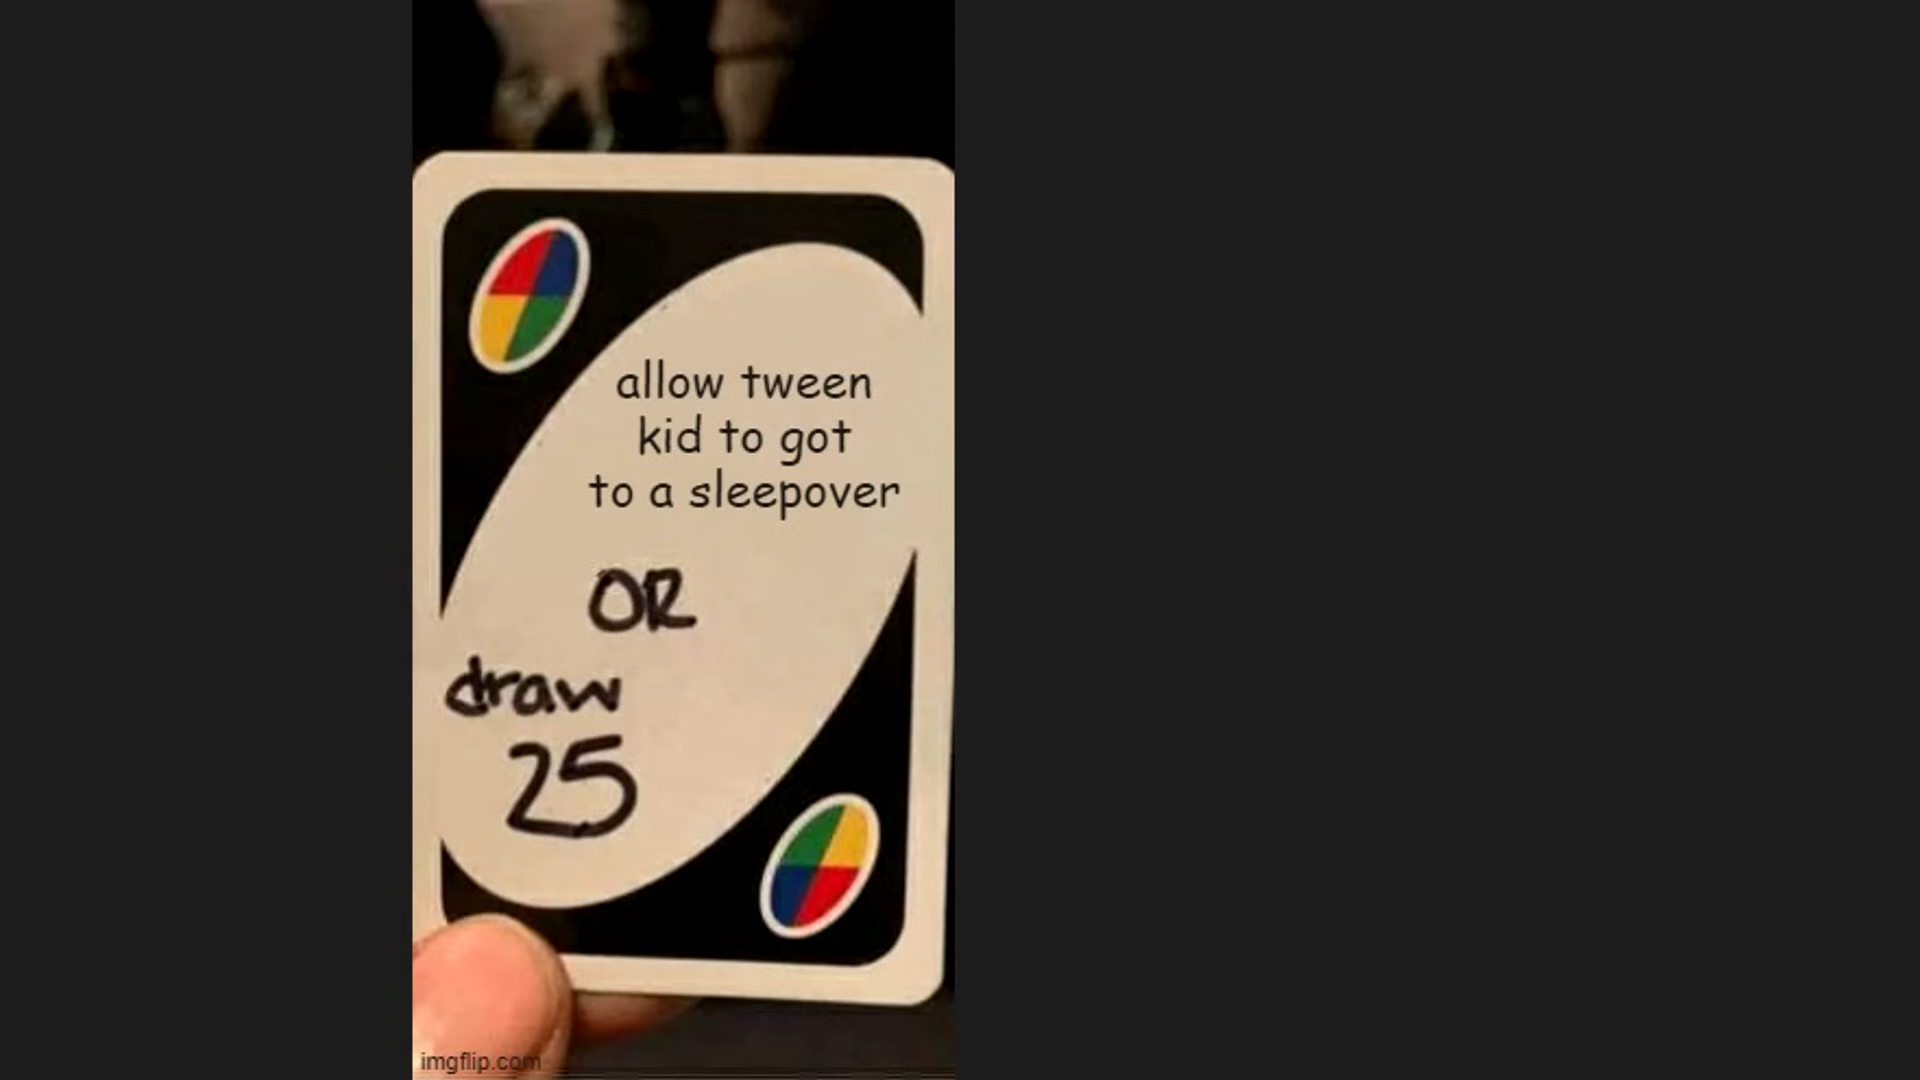 allow tween
kid to got
to a sleepover
OR
draw
25
imgflip.com